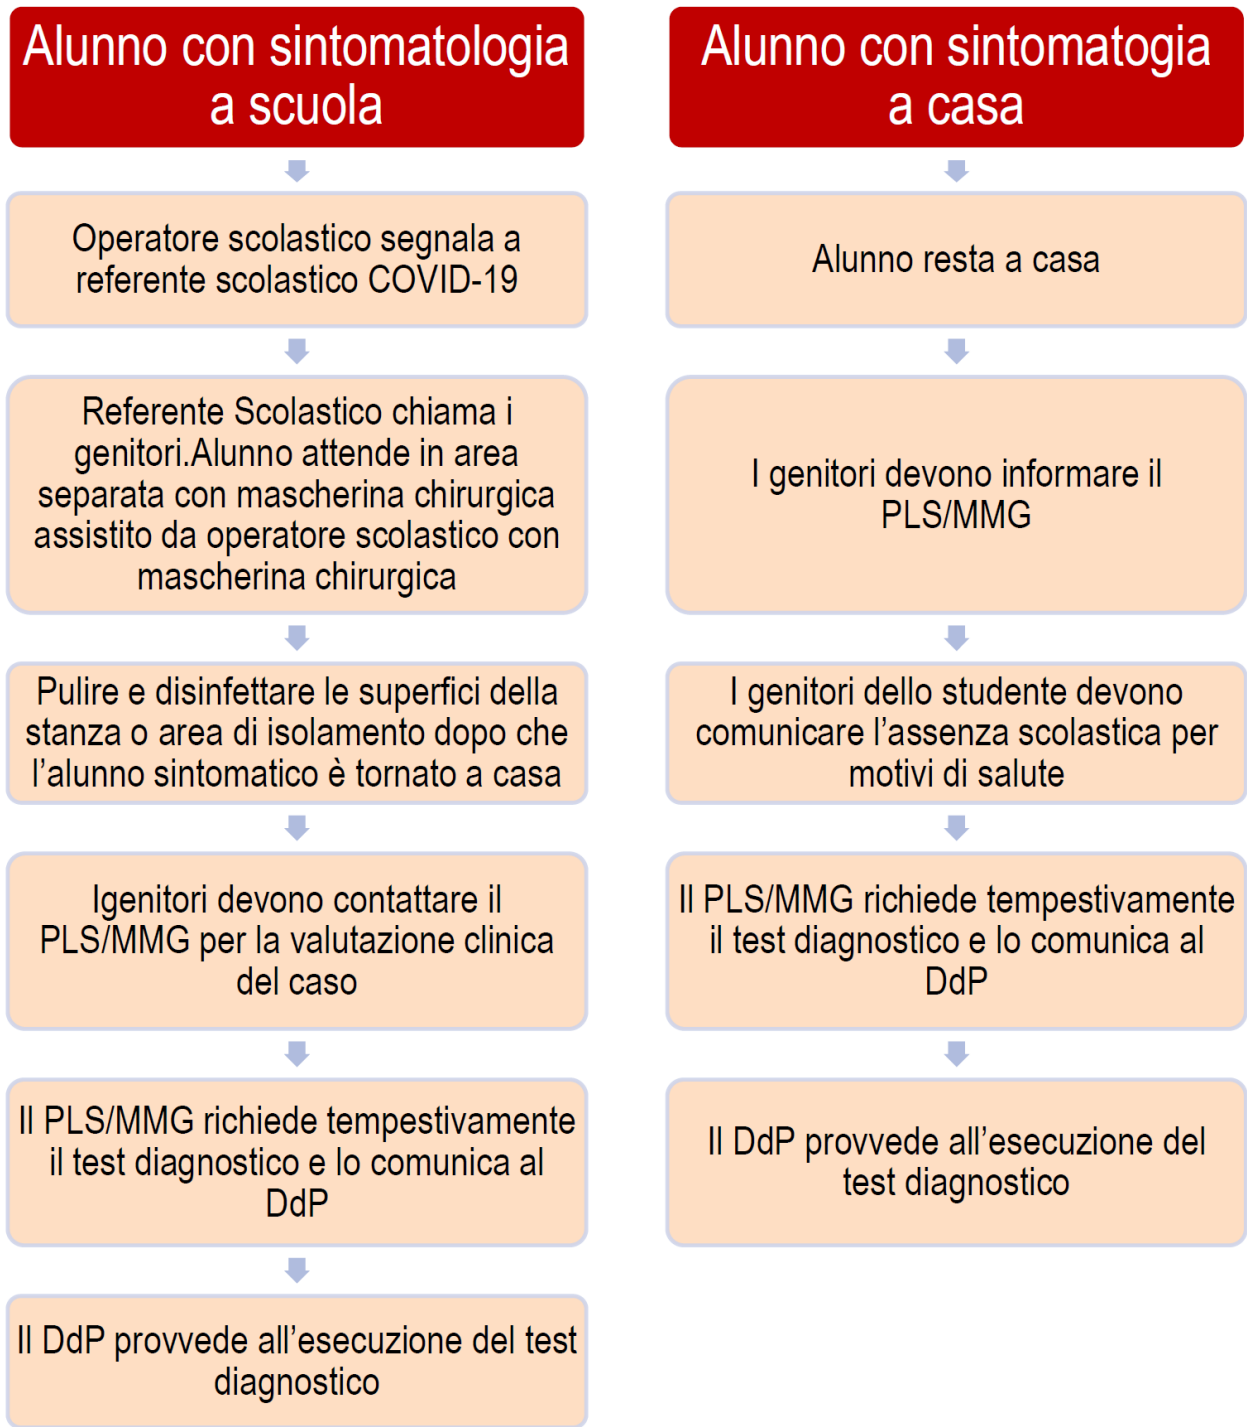 Alunno con sintomatologia
a scuola
Operatore scolastico segnala a
referente scolastico COVID-19
Referente Scolastico chiama i
genitori.Alunno attende in area
separata con mascherina chirurgica
assistito da operatore scolastico con
mascherina chirurgica
Pulire e disinfettare le superfici della
stanza o area di isolamento dopo che
l’alunno sintomatico è tornato a casa
Igenitori devono contattare il
PLS/MMG per la valutazione clinica
del caso
Il PLS/MMG richiede tempestivamente
il test diagnostico e lo comunica al
DdP
Il DdP provvede all’esecuzione del test
diagnostico
Alunno con sintomatogia
a casa
Alunno resta a casa
I genitori devono informare il
PLS/MMG
I genitori dello studente devono
comunicare l’assenza scolastica per
motivi di salute
Il PLS/MMG richiede tempestivamente
il test diagnostico e lo comunica al
DdP
Il DdP provvede all’esecuzione del
test diagnostico